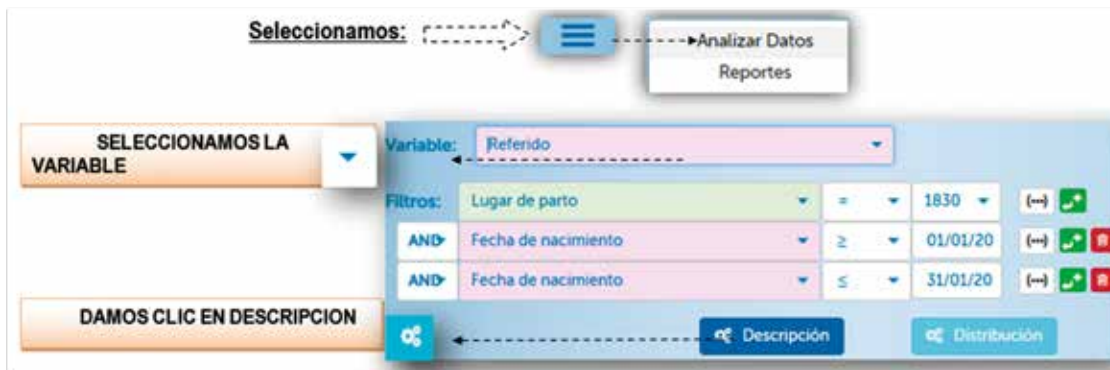 Seleccionamos:
Analizar Datos
Reportes
SELECCIONAMOS LA
VARIABLE
Variable: Referido
Filtros: Lugar de parto = 1830 (---)
AND Fecha de nacimiento ≥ 01/01/20 (---)
AND Fecha de nacimiento ≤ 31/01/20 (---)
DAMOS CLIC EN DESCRIPCION
Descripción Distribución